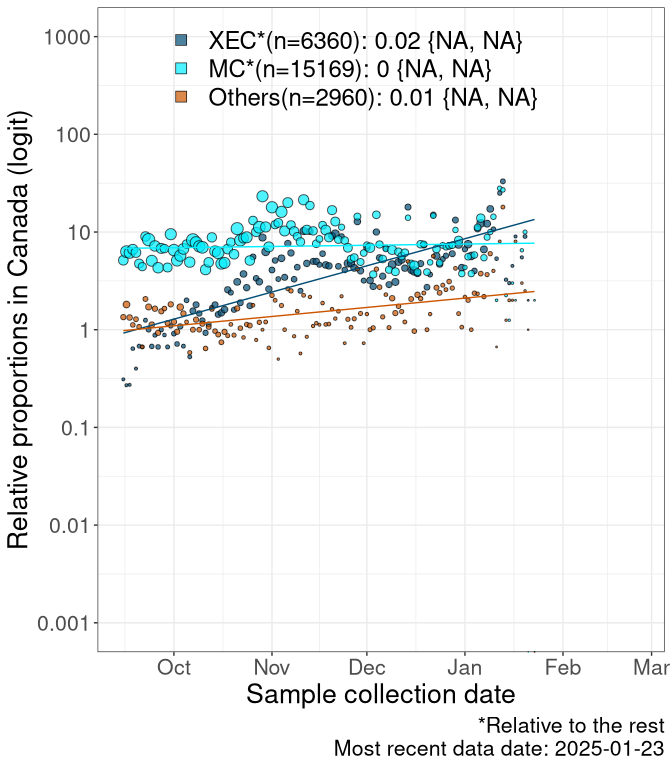 XEC*(n=6360): 0.02 {NA, NA}
MC*(n=15169): 0 {NA, NA}
Others(n=2960): 0.01 {NA, NA}
Relative proportions in Canada (logit)
1000
100
10
1
0.1
0.01
0.001
Oct Nov Dec Jan Feb Mar
Sample collection date
*Relative to the rest
Most recent data date: 2025-01-23